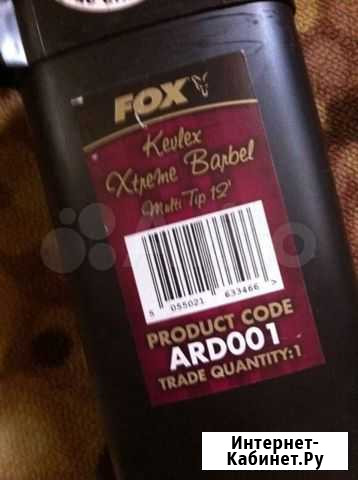 FOX
Kevlex
Xtreme Barbel
Multi Tip 12'
5 055021 633466 >
PRODUCT CODE
ARD001
TRADE QUANTITY:1
Интернет-
Кабинет.Ру